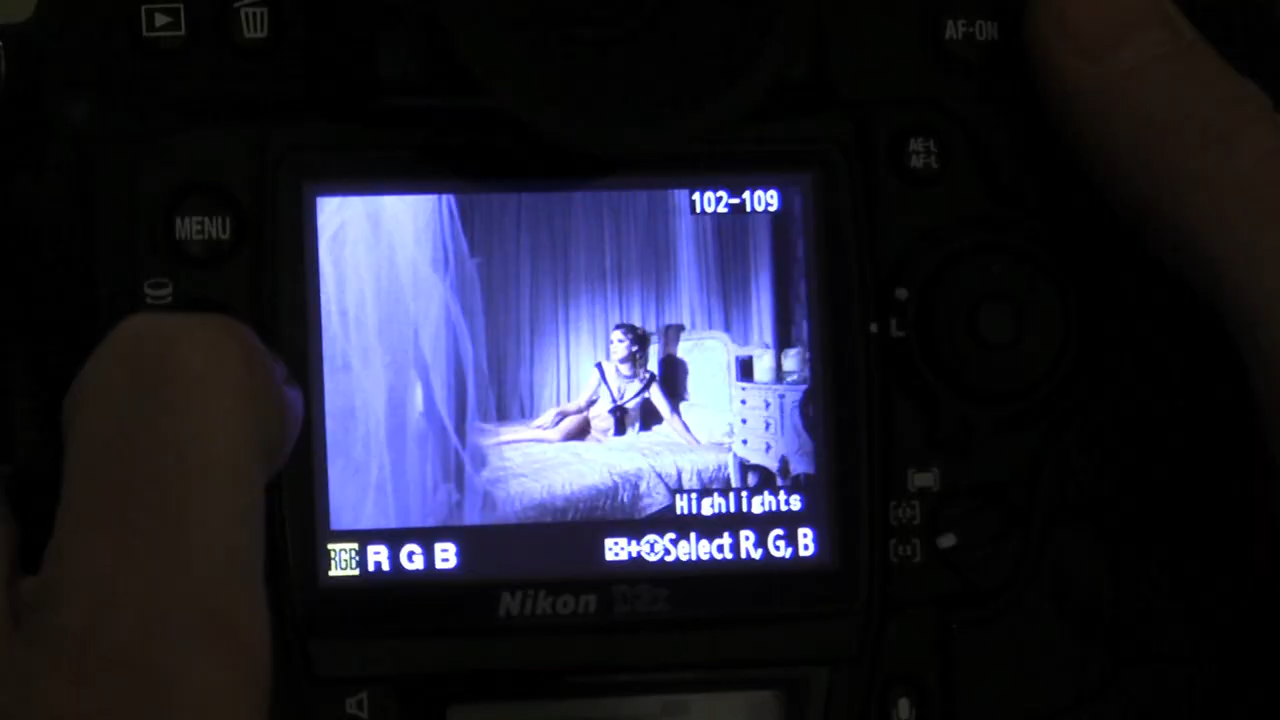 AF-ON
AE-L
AF-L
MENU
102-109
L
Highlights
RGB R G B
Select R, G, B
Nikon